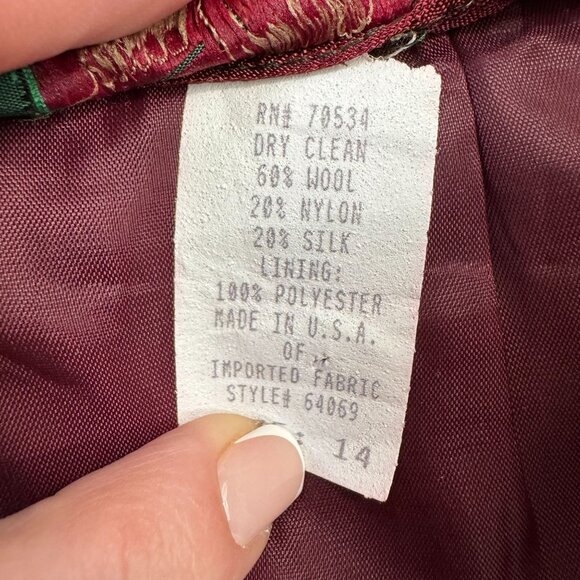 RN# 70534
DRY CLEAN
60% WOOL
20% NYLON
20% SILK
LINING:
100% POLYESTER
MADE IN U.S.A.
OF
IMPORTED FABRIC
STYLE# 64069
14